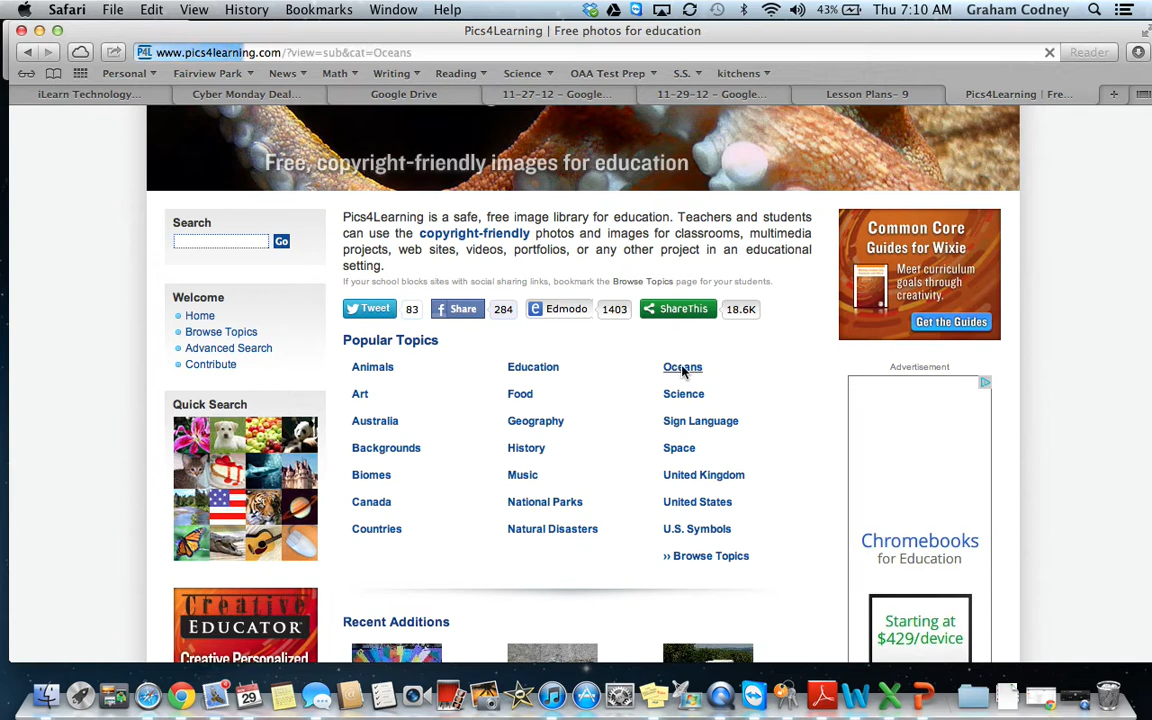 Safari File Edit View History Bookmarks Window Help 43% Thu 7:10 AM Graham Codney
Pics4Learning | Free photos for education
P4L www.pics4learning.com/?view=sub&cat=Oceans Reader
Personal Fairview Park News Math Writing Reading Science OAA Test Prep S.S. kitchens
iLearn Technology... Cyber Monday Deal... Google Drive 11-27-12 - Google... 11-29-12 - Google... Lesson Plans- 9 Pics4Learning | Fre...
Free, copyright-friendly images for education
Search
Go
Welcome
Home
Browse Topics
Advanced Search
Contribute
Quick Search
Creative
EDUCATOR
Creative Personalized
Pics4Learning is a safe, free image library for education. Teachers and students
can use the copyright-friendly photos and images for classrooms, multimedia
projects, web sites, videos, portfolios, or any other project in an educational
setting.
If your school blocks sites with social sharing links, bookmark the Browse Topics page for your students.
Tweet 83 Share 284 Edmodo 1403 ShareThis 18.6K
Popular Topics
Animals Education Oceans
Art Food Science
Australia Geography Sign Language
Backgrounds History Space
Biomes Music United Kingdom
Canada National Parks United States
Countries Natural Disasters U.S. Symbols
›› Browse Topics
Recent Additions
Common Core
Guides for Wixie
Meet curriculum
goals through
creativity.
Get the Guides
Advertisement
Chromebooks
for Education
Starting at
$429/device
29